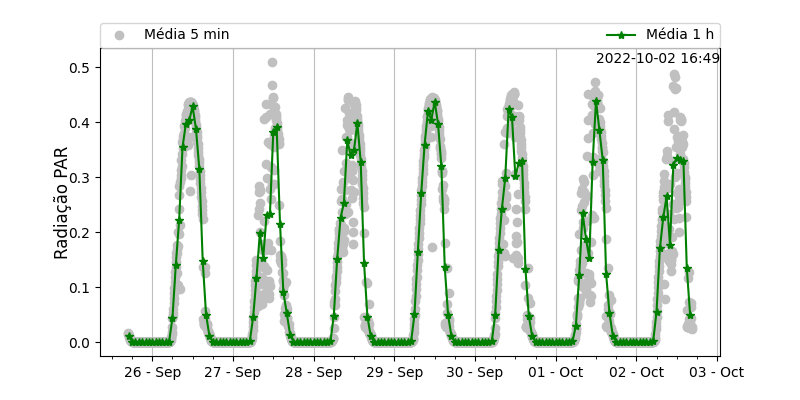 Média 5 min
Média 1 h
2022-10-02 16:49
Radiação PAR
0.5
0.4
0.3
0.2
0.1
0.0
26 - Sep
27 - Sep
28 - Sep
29 - Sep
30 - Sep
01 - Oct
02 - Oct
03 - Oct